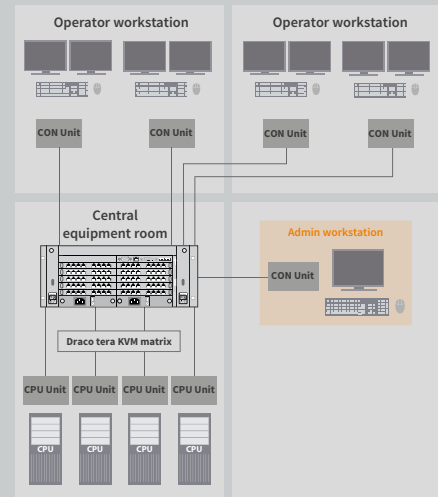 Operator workstation
Operator workstation
CON Unit
CON Unit
CON Unit
CON Unit
Central
equipment room
Admin workstation
CON Unit
Draco tera KVM matrix
CPU Unit
CPU Unit
CPU Unit
CPU Unit
CPU
CPU
CPU
CPU